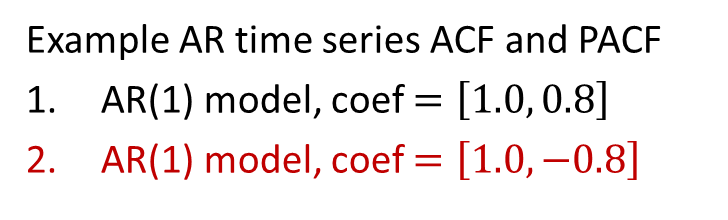 Example AR time series ACF and PACF
1. AR(1) model, coef = [1.0, 0.8]
2. AR(1) model, coef = [1.0, −0.8]